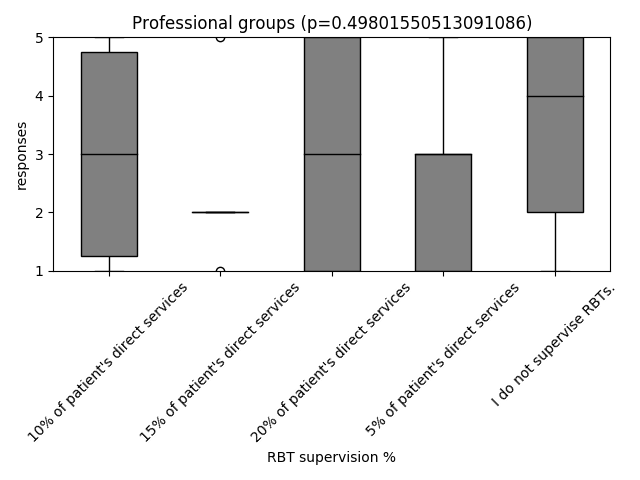 Professional groups (p=0.49801550513091086)
responses
5
4
3
2
1
10% of patient's direct services
15% of patient's direct services
20% of patient's direct services
5% of patient's direct services
I do not supervise RBTs.
RBT supervision %